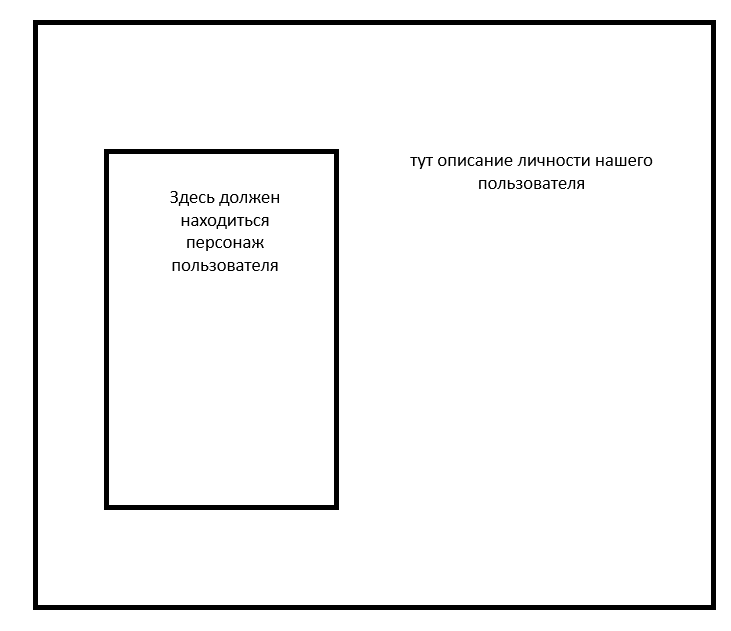 тут описание личности нашего
пользователя
Здесь должен
находиться
персонаж
пользователя